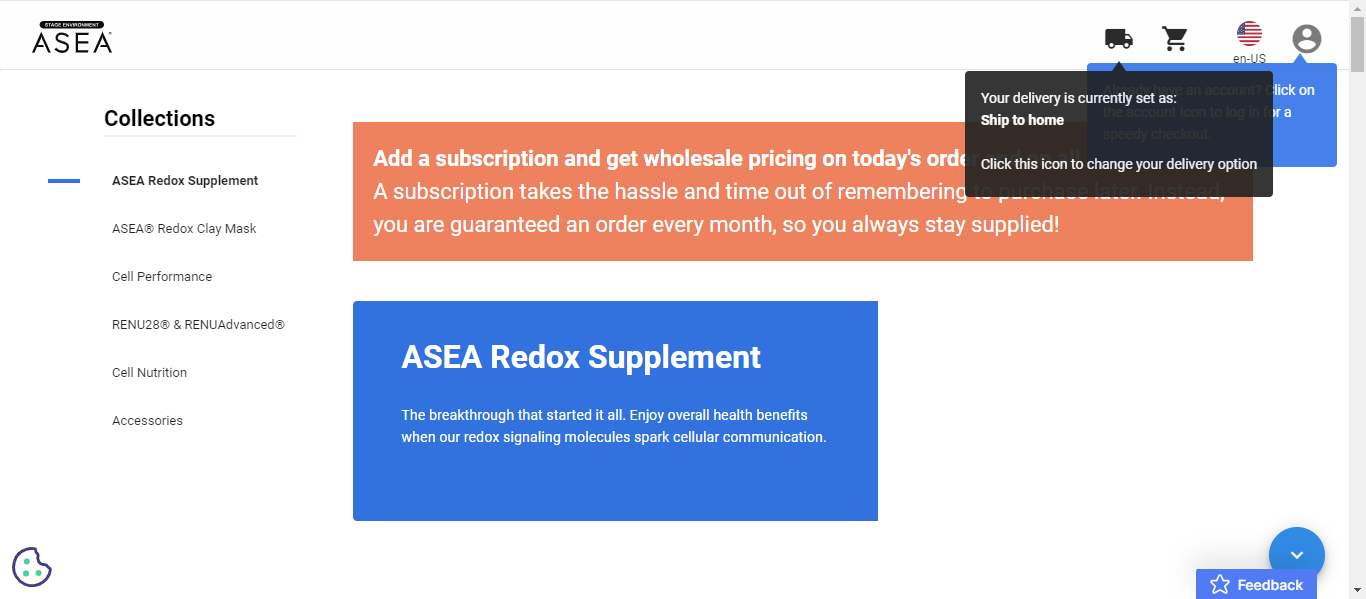 STAGE ENVIRONMENT
ASEA
en-US
Already have an account? Click on
the account icon to log in for a
speedy checkout.
Your delivery is currently set as:
Ship to home
Click this icon to change your delivery option
Collections
ASEA Redox Supplement
ASEA® Redox Clay Mask
Cell Performance
RENU28® & RENUAdvanced®
Cell Nutrition
Accessories
Add a subscription and get wholesale pricing on today's order
A subscription takes the hassle and time out of remembering to purchase later. Instead,
you are guaranteed an order every month, so you always stay supplied!
ASEA Redox Supplement
The breakthrough that started it all. Enjoy overall health benefits
when our redox signaling molecules spark cellular communication.
Feedback